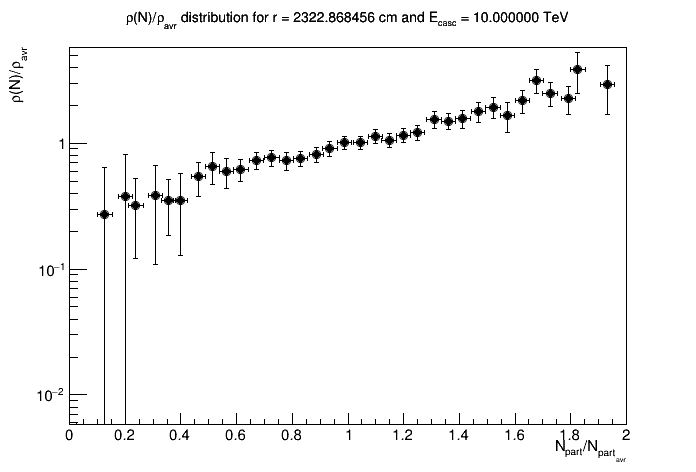 ρ(N)/ρavr distribution for r = 2322.868456 cm and Ecasc = 10.000000 TeV
ρ(N)/ρavr
1
10−1
10−2
0 0.2 0.4 0.6 0.8 1 1.2 1.4 1.6 1.8 2
Npart/Npartavr